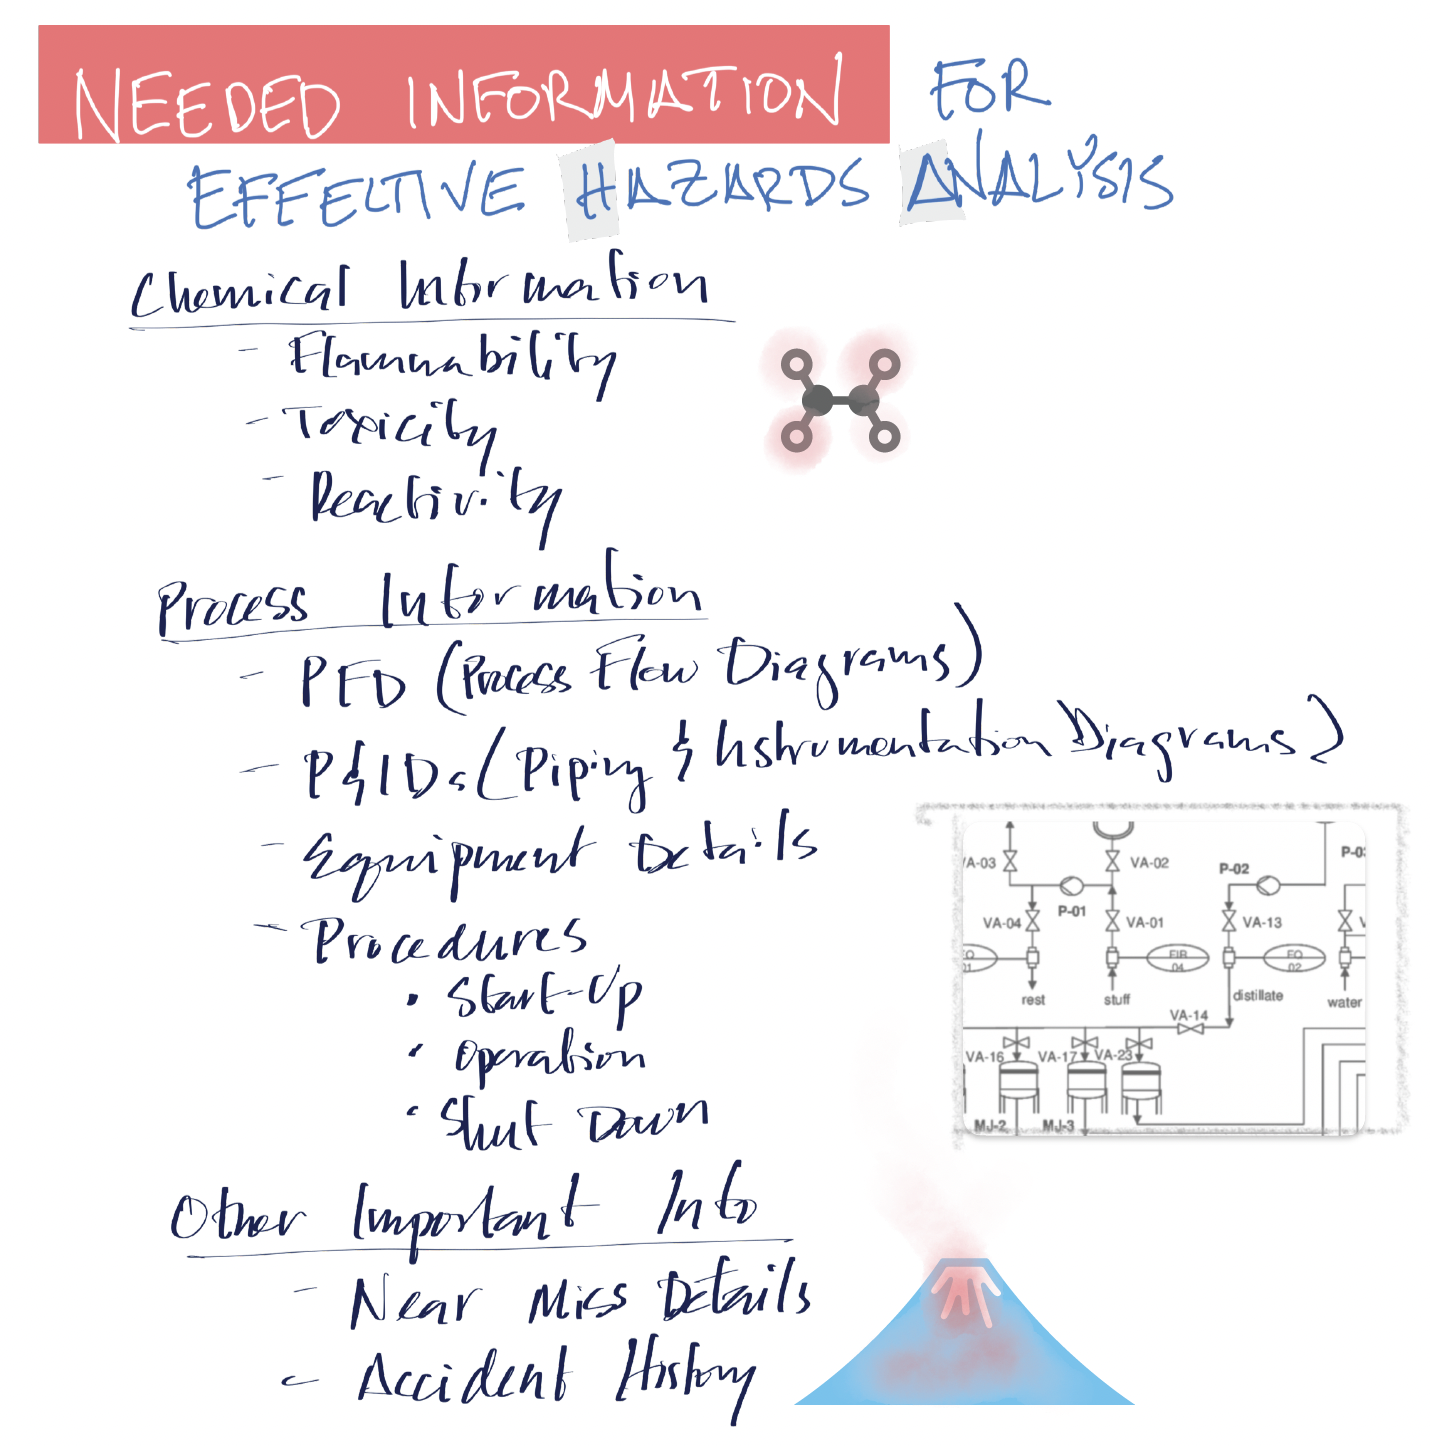 NEEDED INFORMATION FOR
EFFECTIVE HAZARDS ANALYSIS
Chemical Information
- Flammability
- Toxicity
- Reactivity
Process Information
- PFD (Process Flow Diagrams)
- P&IDs (Piping & Instrumentation Diagrams)
- Equipment Details
- Procedures
• Start-Up
• Operation
• Shut Down
Other Important Info
- Near Miss Details
- Accident History
VA-03
VA-02
P-02
P-01
VA-04
VA-01
VA-13
FIR
04
FO
02
rest
stuff
distillate
water
VA-14
VA-16
VA-17
VA-23
MJ-2
MJ-3